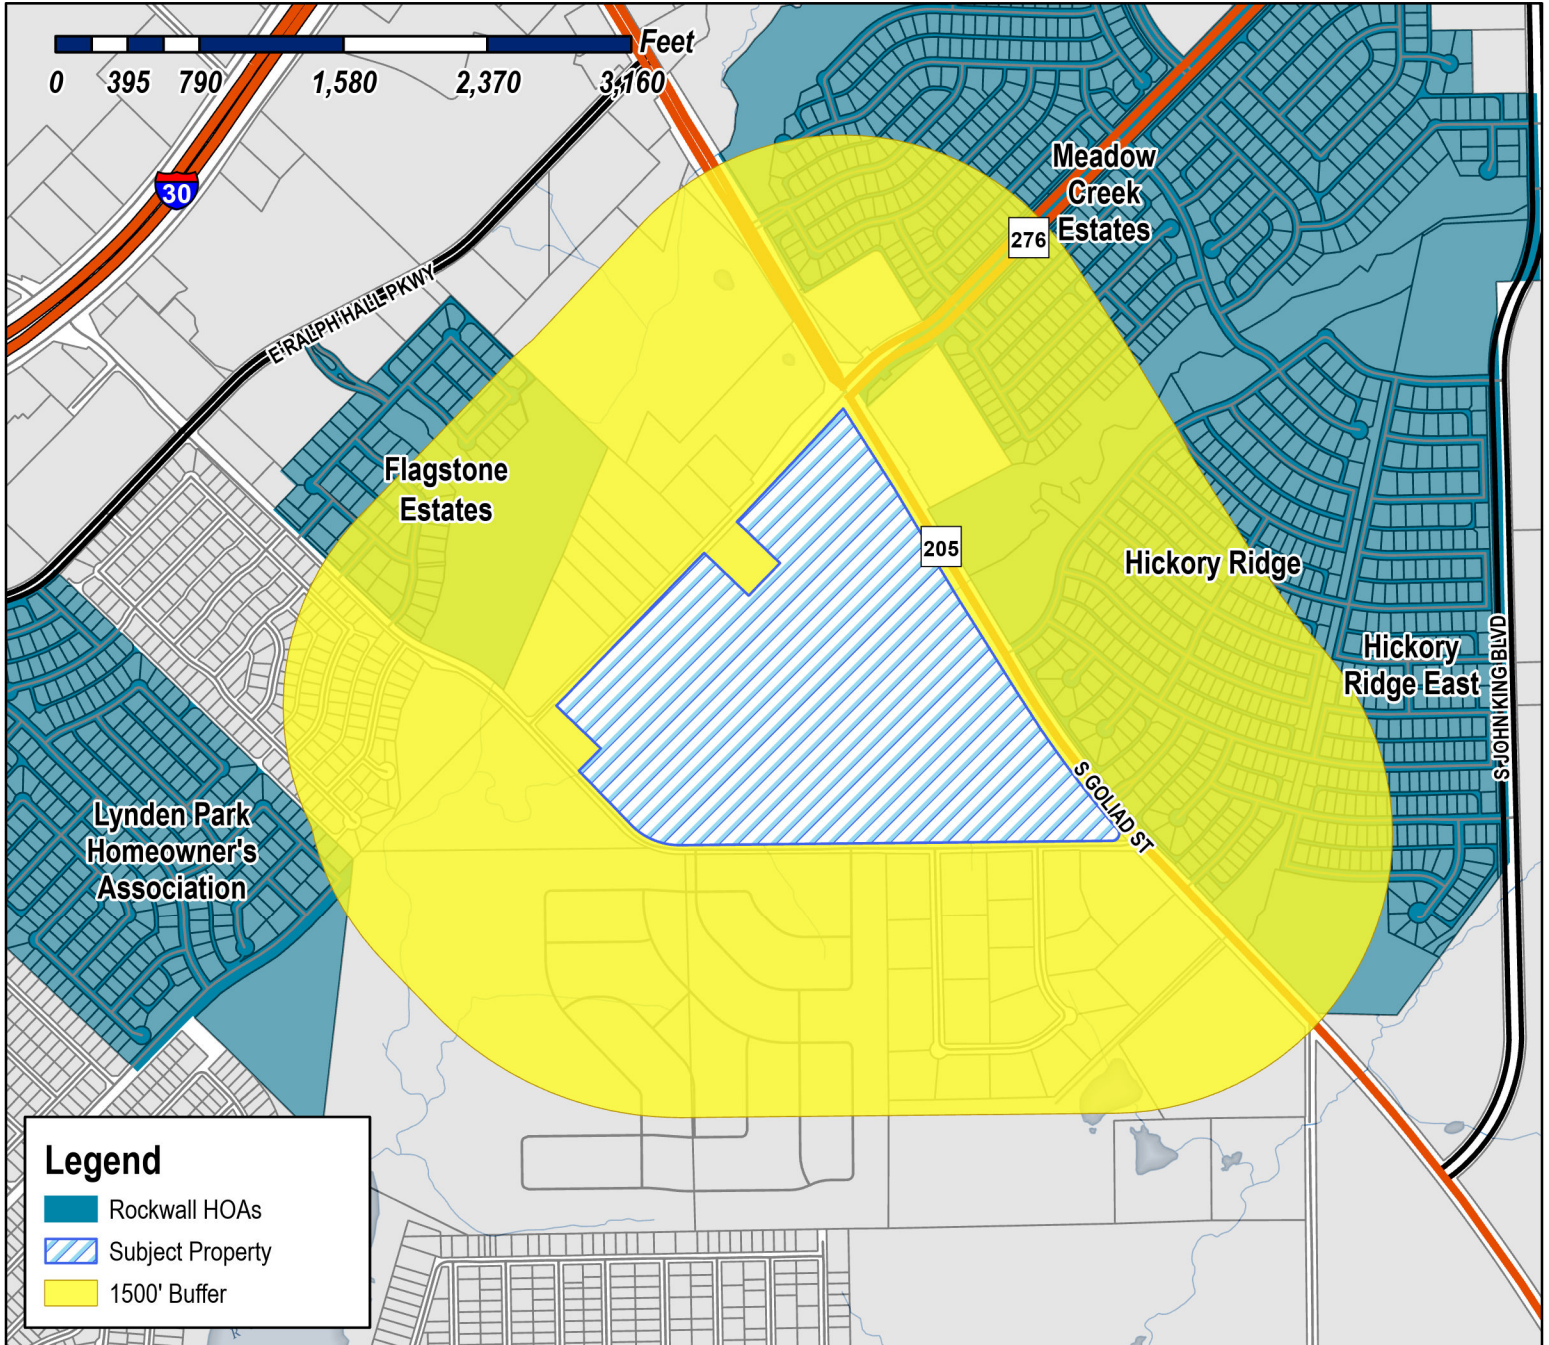 Feet
0 395 790 1,580 2,370 3,160
30
Meadow
Creek
Estates
276
E RALPH HALL PKWY
Flagstone
Estates
205
Hickory Ridge
Hickory
Ridge East
S JOHN KING BLVD
S GOLIAD ST
Lynden Park
Homeowner's
Association
Legend
Rockwall HOAs
Subject Property
1500' Buffer